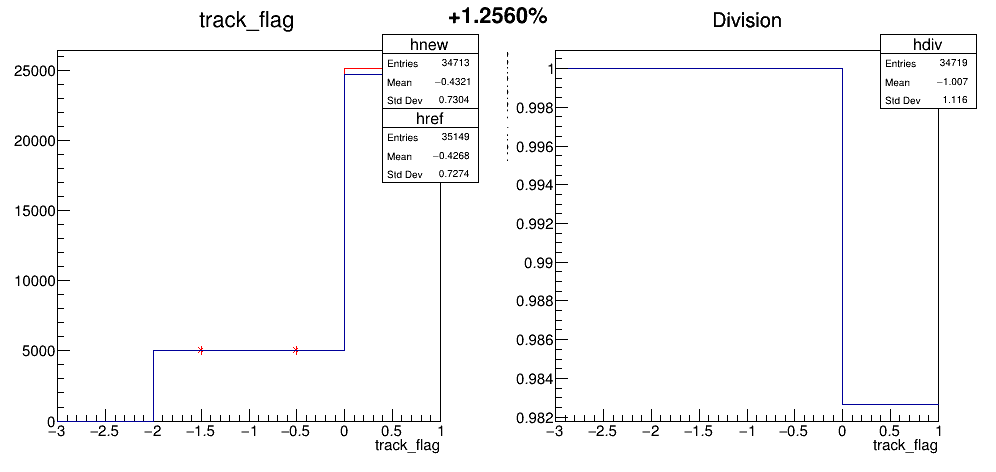 track_flag
+1.2560%
Division
hnew
Entries 34713
Mean −0.4321
Std Dev 0.7304
href
Entries 35149
Mean −0.4268
Std Dev 0.7274
25000
20000
15000
10000
5000
0
−3 −2.5 −2 −1.5 −1 −0.5 0 0.5 1
track_flag
hdiv
Entries 34719
Mean −1.007
Std Dev 1.116
1
0.998
0.996
0.994
0.992
0.99
0.988
0.986
0.984
0.982
−3 −2.5 −2 −1.5 −1 −0.5 0 0.5 1
track_flag